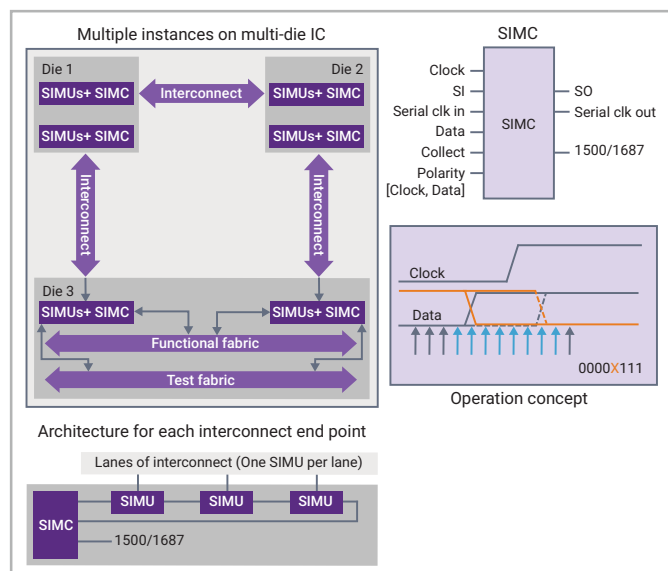 Multiple instances on multi-die IC
Die 1
Die 2
SIMUs+ SIMC
Interconnect
SIMUs+ SIMC
SIMUs+ SIMC
SIMUs+ SIMC
Interconnect
Interconnect
Die 3
SIMUs+ SIMC
SIMUs+ SIMC
Functional fabric
Test fabric
SIMC
Clock
SI
Serial clk in
Data
Collect
Polarity
[Clock, Data]
SIMC
SO
Serial clk out
1500/1687
Clock
Data
0000X111
Operation concept
Architecture for each interconnect end point
Lanes of interconnect (One SIMU per lane)
SIMU
SIMU
SIMU
SIMC
1500/1687